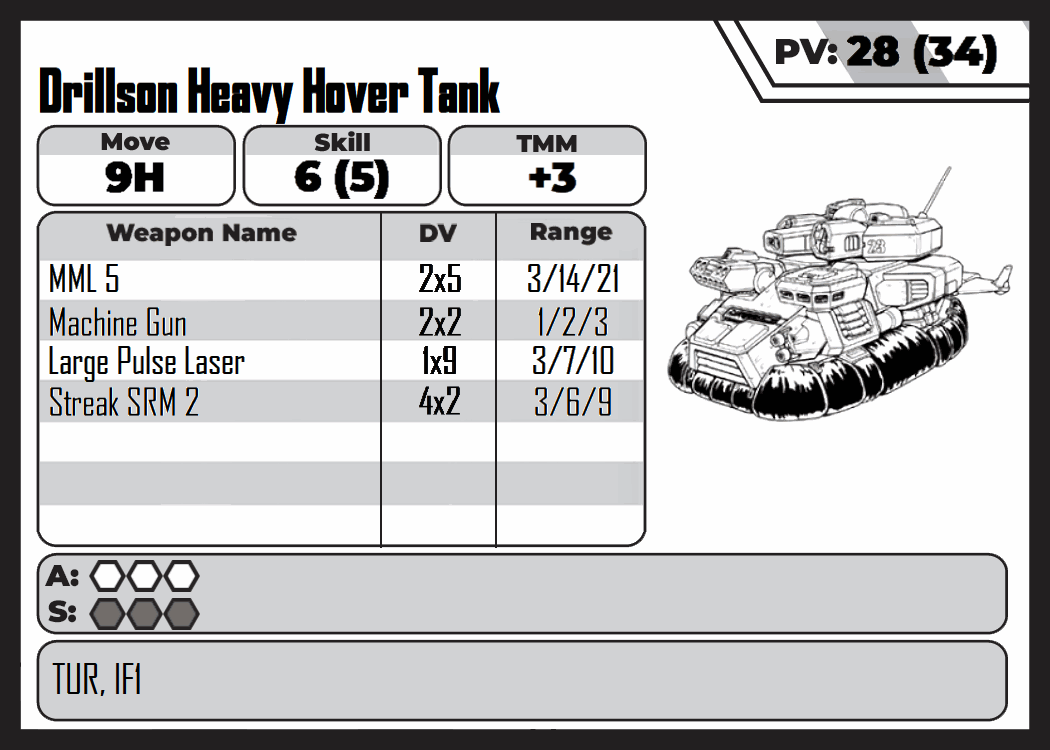 PV: 28 (34)
Drillson Heavy Hover Tank
Move Skill TMM
9H 6 (5) +3
Weapon Name DV Range
MML 5 2x5 3/14/21
Machine Gun 2x2 1/2/3
Large Pulse Laser 1x9 3/7/10
Streak SRM 2 4x2 3/6/9
23
A:
S:
TUR, IF1